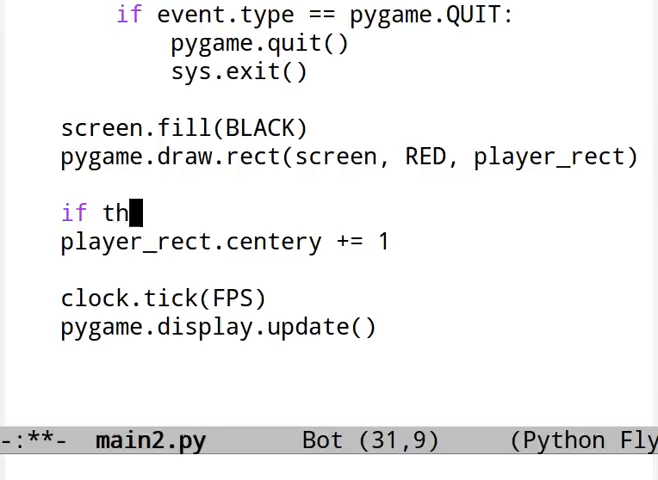 if event.type == pygame.QUIT:
pygame.quit()
sys.exit()
screen.fill(BLACK)
pygame.draw.rect(screen, RED, player_rect)
if th
player_rect.centery += 1
clock.tick(FPS)
pygame.display.update()
-:**-  main2.py       Bot (31,9)     (Python Fly